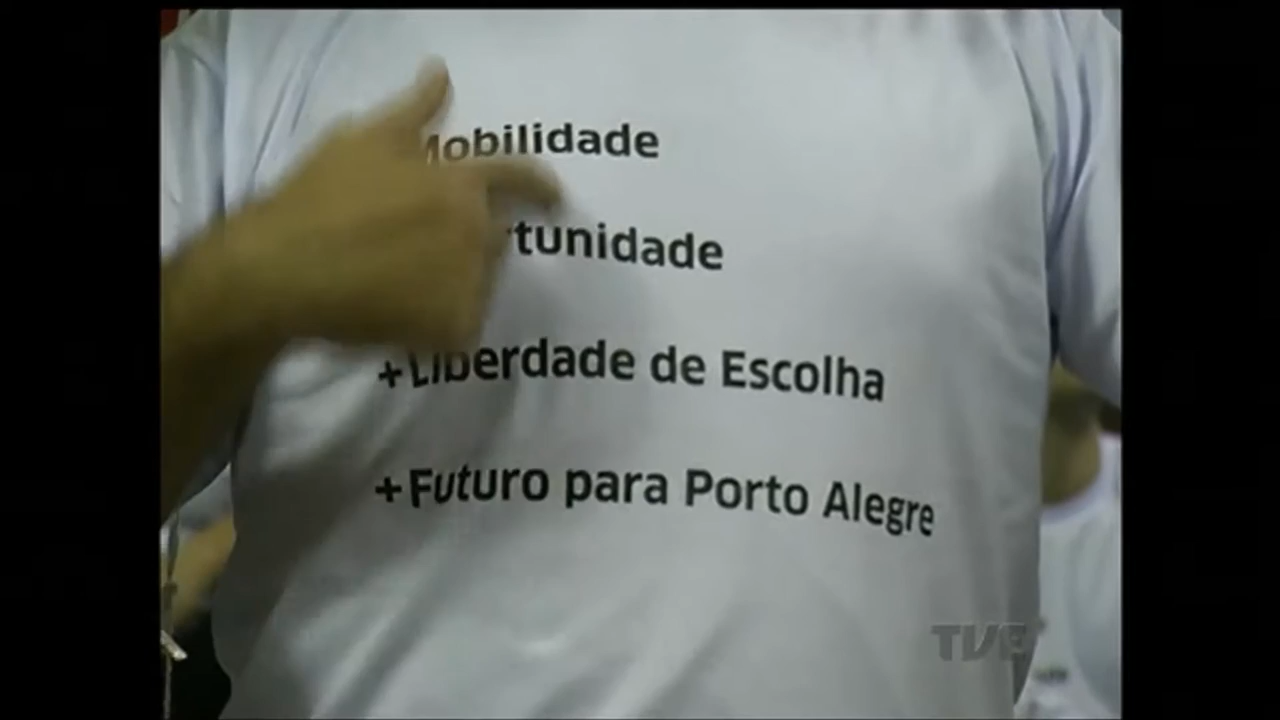 Mobilidade
tunidade
+Liberdade de Escolha
+Futuro para Porto Alegre
TVE